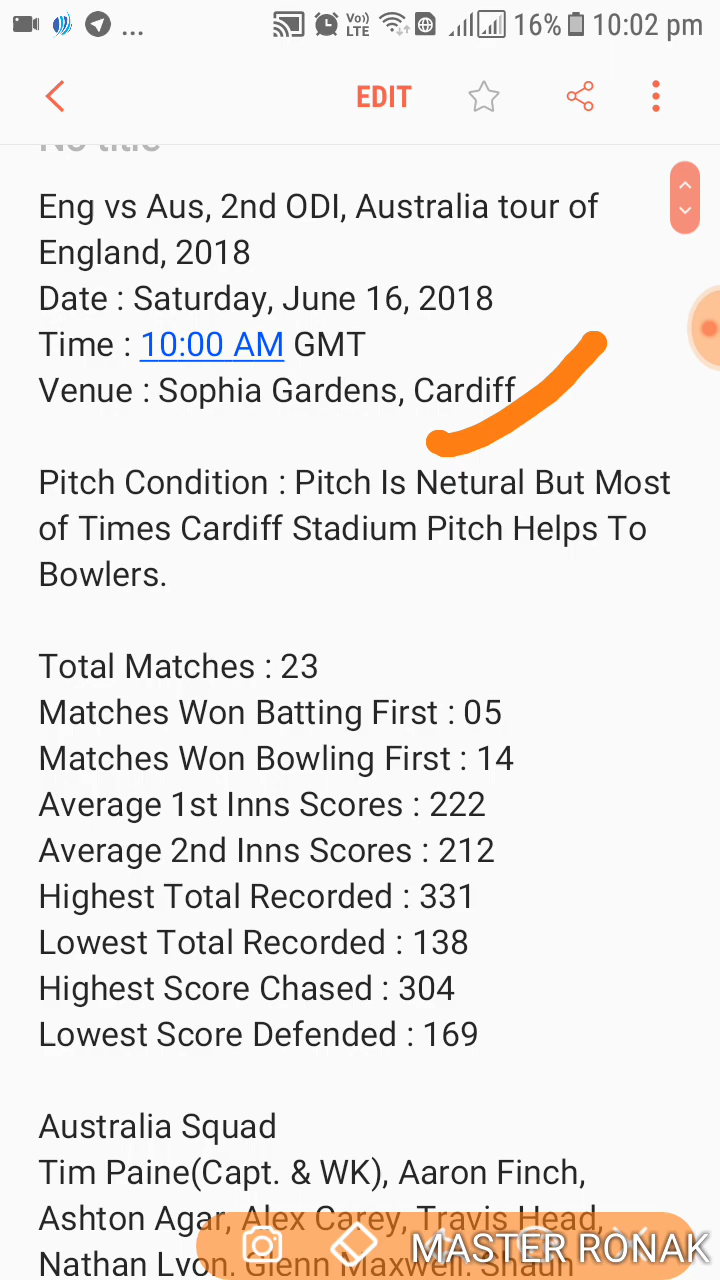 ... Vo)) LTE 16% 10:02 pm
EDIT
No title
Eng vs Aus, 2nd ODI, Australia tour of
England, 2018
Date : Saturday, June 16, 2018
Time : 10:00 AM GMT
Venue : Sophia Gardens, Cardiff
Pitch Condition : Pitch Is Netural But Most
of Times Cardiff Stadium Pitch Helps To
Bowlers.
Total Matches : 23
Matches Won Batting First : 05
Matches Won Bowling First : 14
Average 1st Inns Scores : 222
Average 2nd Inns Scores : 212
Highest Total Recorded : 331
Lowest Total Recorded : 138
Highest Score Chased : 304
Lowest Score Defended : 169
Australia Squad
Tim Paine(Capt. & WK), Aaron Finch,
Ashton Agar, Alex Carey, Travis Head,
Nathan Lyon, Glenn Maxwell, Shaun
MASTER RONAK